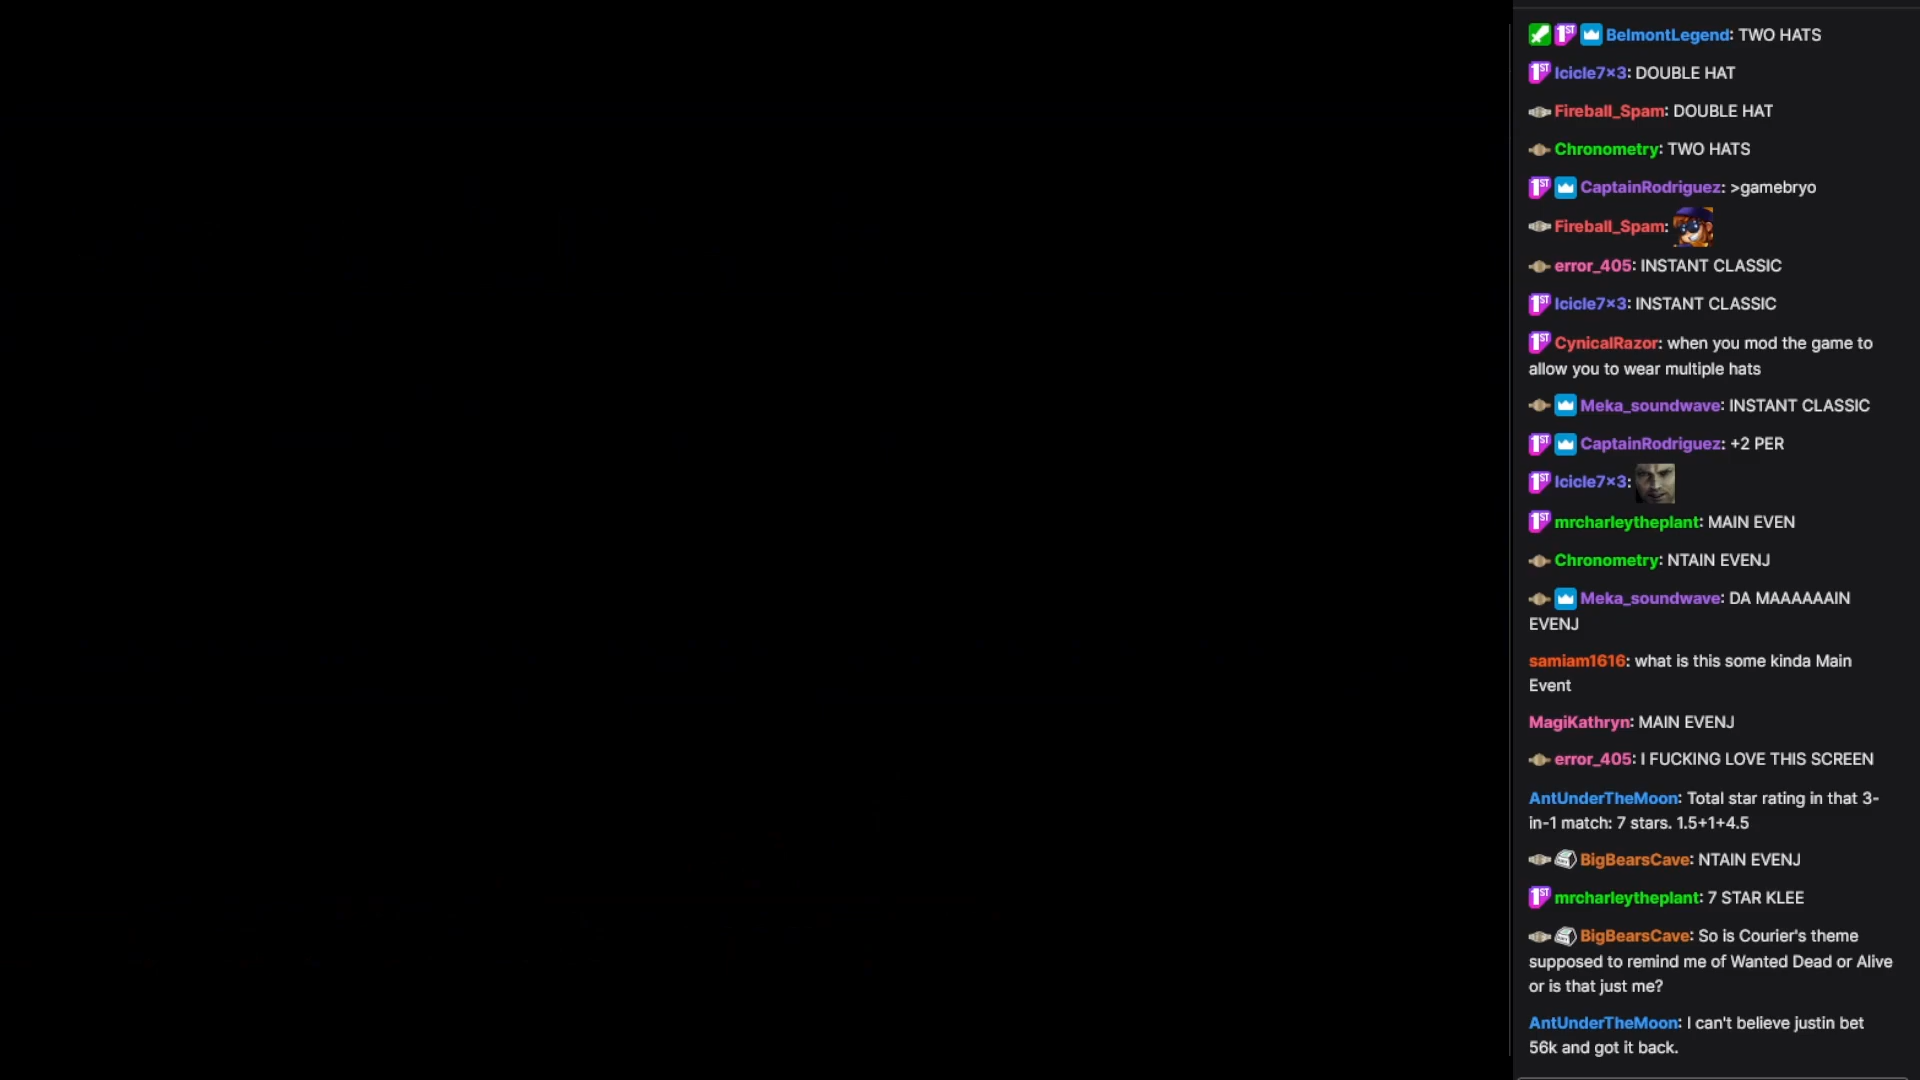 BelmontLegend: TWO HATS
Icicle7x3: DOUBLE HAT
Fireball_Spam: DOUBLE HAT
Chronometry: TWO HATS
CaptainRodriguez: >gamebryo
Fireball_Spam:
error_405: INSTANT CLASSIC
Icicle7x3: INSTANT CLASSIC
CynicalRazor: when you mod the game to
allow you to wear multiple hats
Meka_soundwave: INSTANT CLASSIC
CaptainRodriguez: +2 PER
Icicle7x3:
mrcharleytheplant: MAIN EVEN
Chronometry: NTAIN EVENJ
Meka_soundwave: DA MAAAAAAIN
EVENJ
samiam1616: what is this some kinda Main
Event
MagiKathryn: MAIN EVENJ
error_405: I FUCKING LOVE THIS SCREEN
AntUnderTheMoon: Total star rating in that 3-
in-1 match: 7 stars. 1.5+1+4.5
BigBearsCave: NTAIN EVENJ
mrcharleytheplant: 7 STAR KLEE
BigBearsCave: So is Courier's theme
supposed to remind me of Wanted Dead or Alive
or is that just me?
AntUnderTheMoon: I can't believe justin bet
56k and got it back.